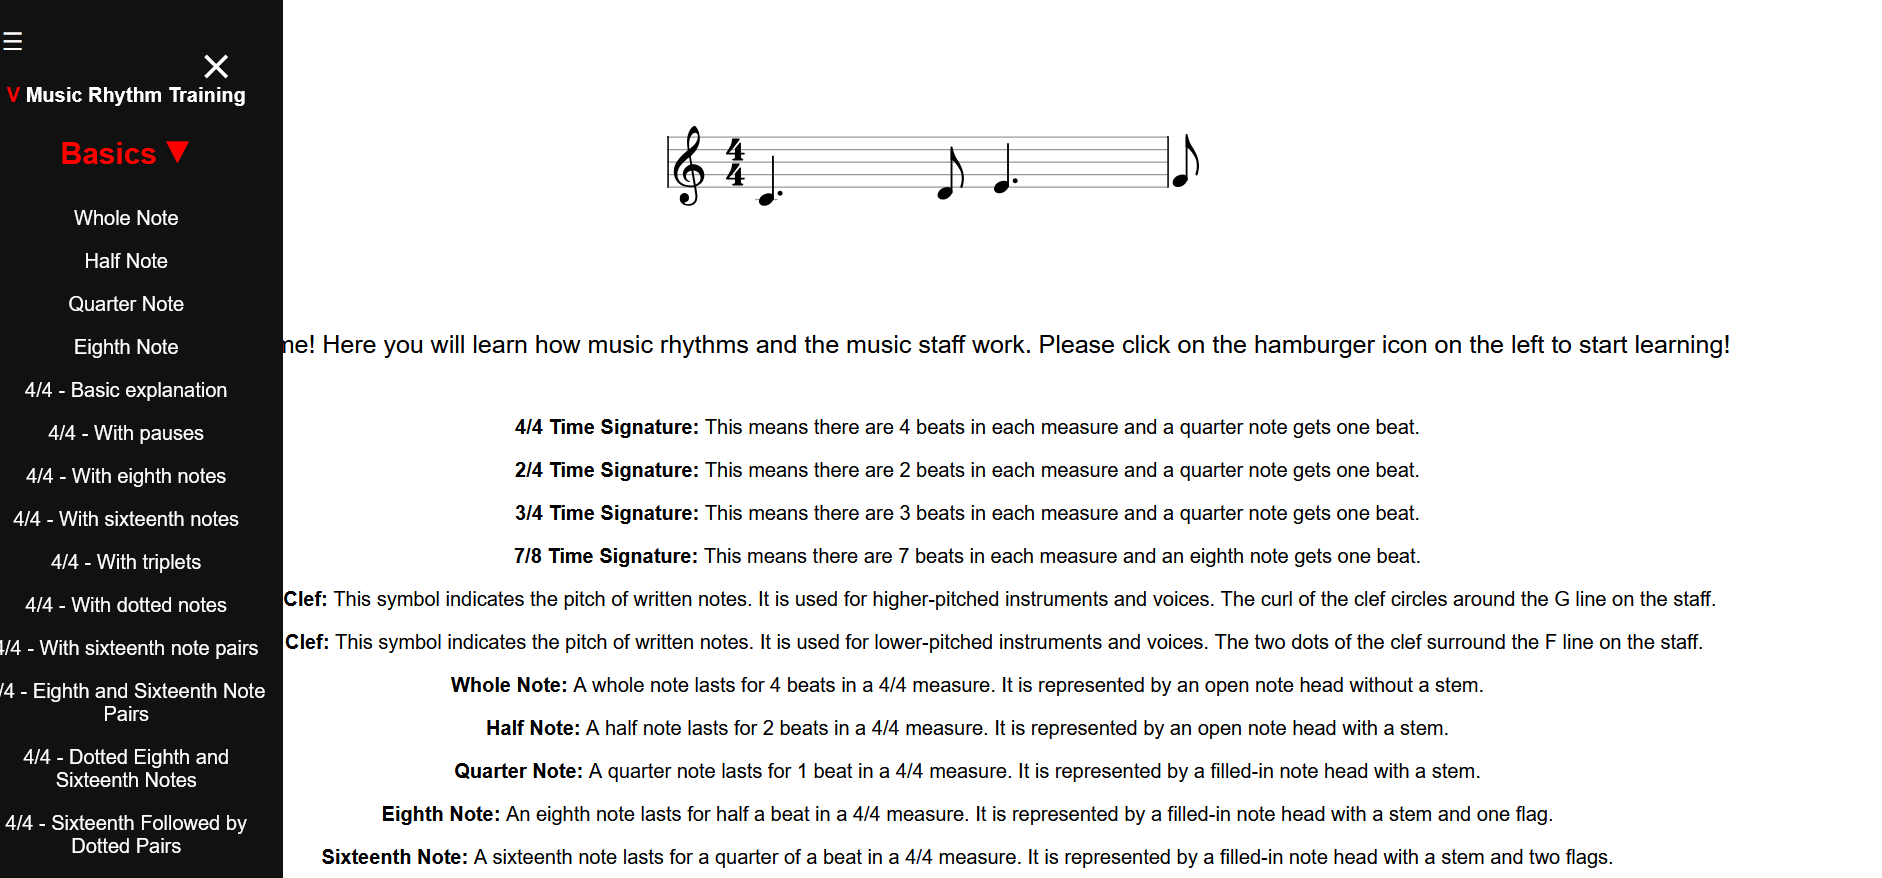 ☰
×
V Music Rhythm Training
Basics ▼
Whole Note
Half Note
Quarter Note
Eighth Note
4/4 - Basic explanation
4/4 - With pauses
4/4 - With eighth notes
4/4 - With sixteenth notes
4/4 - With triplets
4/4 - With dotted notes
4/4 - With sixteenth note pairs
/4 - Eighth and Sixteenth Note
Pairs
4/4 - Dotted Eighth and
Sixteenth Notes
4/4 - Sixteenth Followed by
Dotted Pairs
4
4
me! Here you will learn how music rhythms and the music staff work. Please click on the hamburger icon on the left to start learning!
4/4 Time Signature: This means there are 4 beats in each measure and a quarter note gets one beat.
2/4 Time Signature: This means there are 2 beats in each measure and a quarter note gets one beat.
3/4 Time Signature: This means there are 3 beats in each measure and a quarter note gets one beat.
7/8 Time Signature: This means there are 7 beats in each measure and an eighth note gets one beat.
Clef: This symbol indicates the pitch of written notes. It is used for higher-pitched instruments and voices. The curl of the clef circles around the G line on the staff.
Clef: This symbol indicates the pitch of written notes. It is used for lower-pitched instruments and voices. The two dots of the clef surround the F line on the staff.
Whole Note: A whole note lasts for 4 beats in a 4/4 measure. It is represented by an open note head without a stem.
Half Note: A half note lasts for 2 beats in a 4/4 measure. It is represented by an open note head with a stem.
Quarter Note: A quarter note lasts for 1 beat in a 4/4 measure. It is represented by a filled-in note head with a stem.
Eighth Note: An eighth note lasts for half a beat in a 4/4 measure. It is represented by a filled-in note head with a stem and one flag.
Sixteenth Note: A sixteenth note lasts for a quarter of a beat in a 4/4 measure. It is represented by a filled-in note head with a stem and two flags.